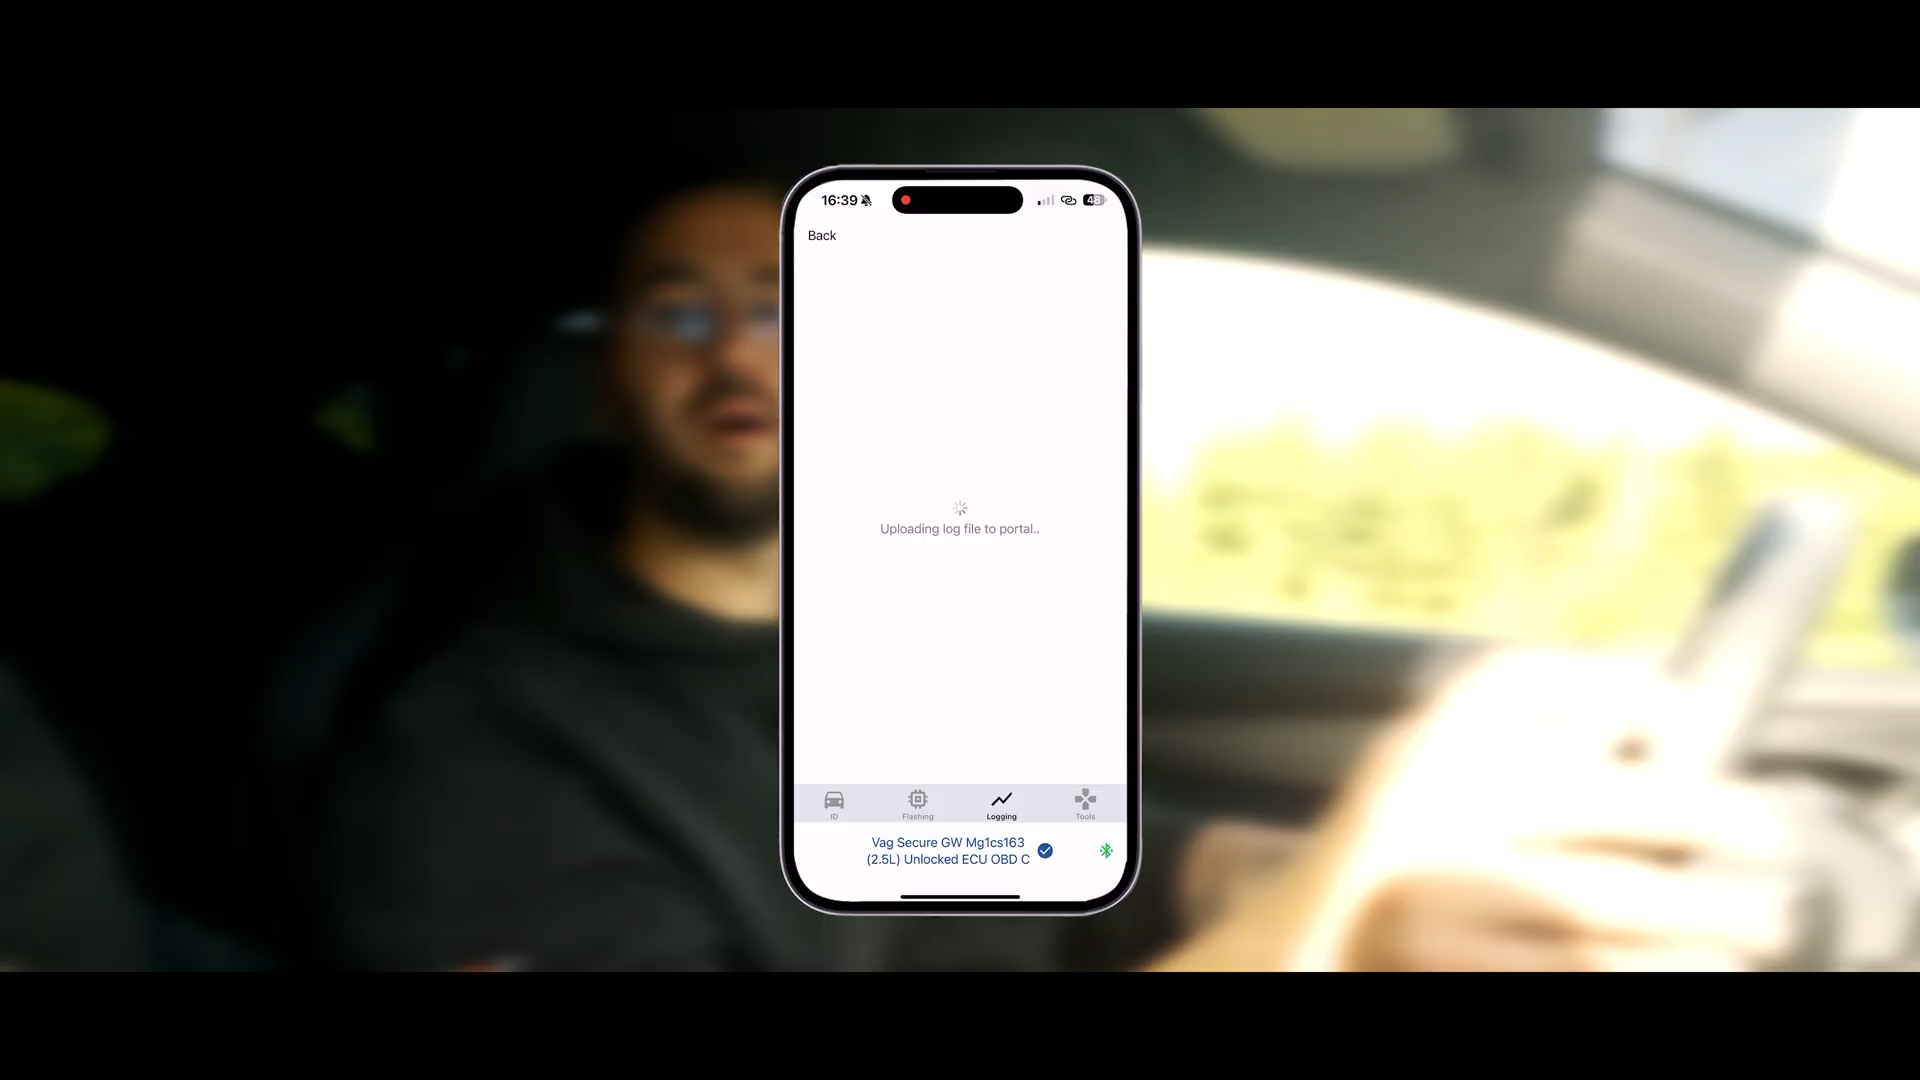 16:39
48
Back
Uploading log file to portal..
ID
Flashing
Logging
Tools
Vag Secure GW Mg1cs163
(2.5L) Unlocked ECU OBD C